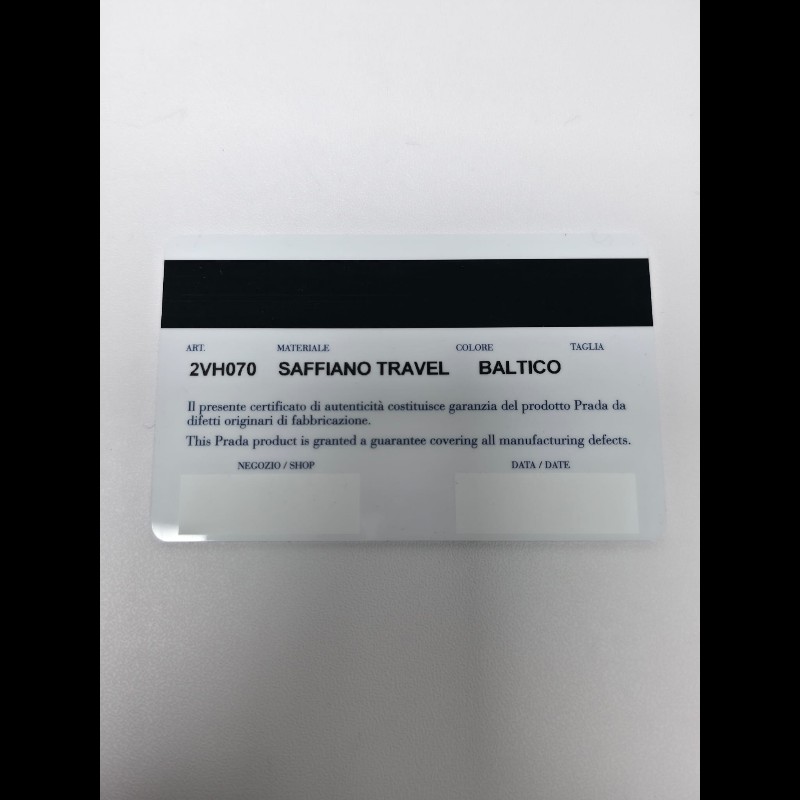 ART. MATERIALE COLORE TAGLIA
2VH070 SAFFIANO TRAVEL BALTICO
Il presente certificato di autenticità costituisce garanzia del prodotto Prada da
difetti originari di fabbricazione.
This Prada product is granted a guarantee covering all manufacturing defects.
NEGOZIO / SHOP DATA / DATE